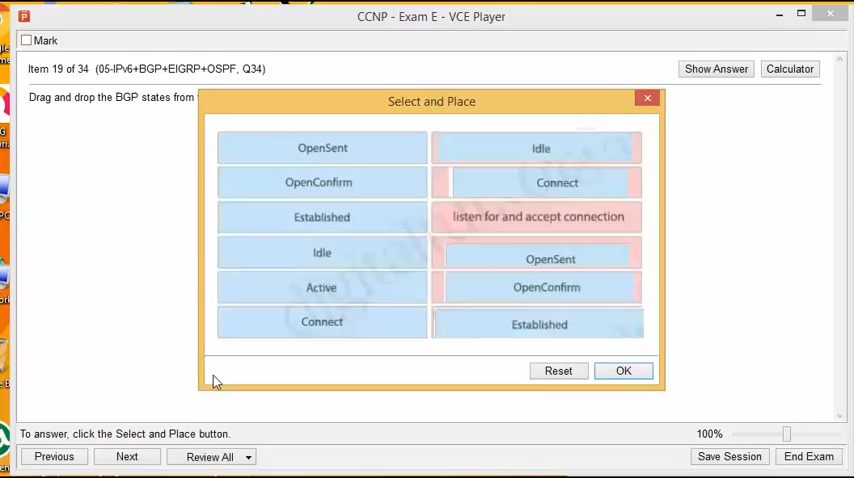 CCNP - Exam E - VCE Player
Mark
Item 19 of 34 (05-IPv6+BGP+EIGRP+OSPF, Q34)
Show Answer
Calculator
Drag and drop the BGP states from
Select and Place
OpenSent
Idle
OpenConfirm
Connect
Established
listen for and accept connection
Idle
OpenSent
Active
OpenConfirm
Connect
Established
Reset
OK
To answer, click the Select and Place button.
100%
Previous
Next
Review All
Save Session
End Exam